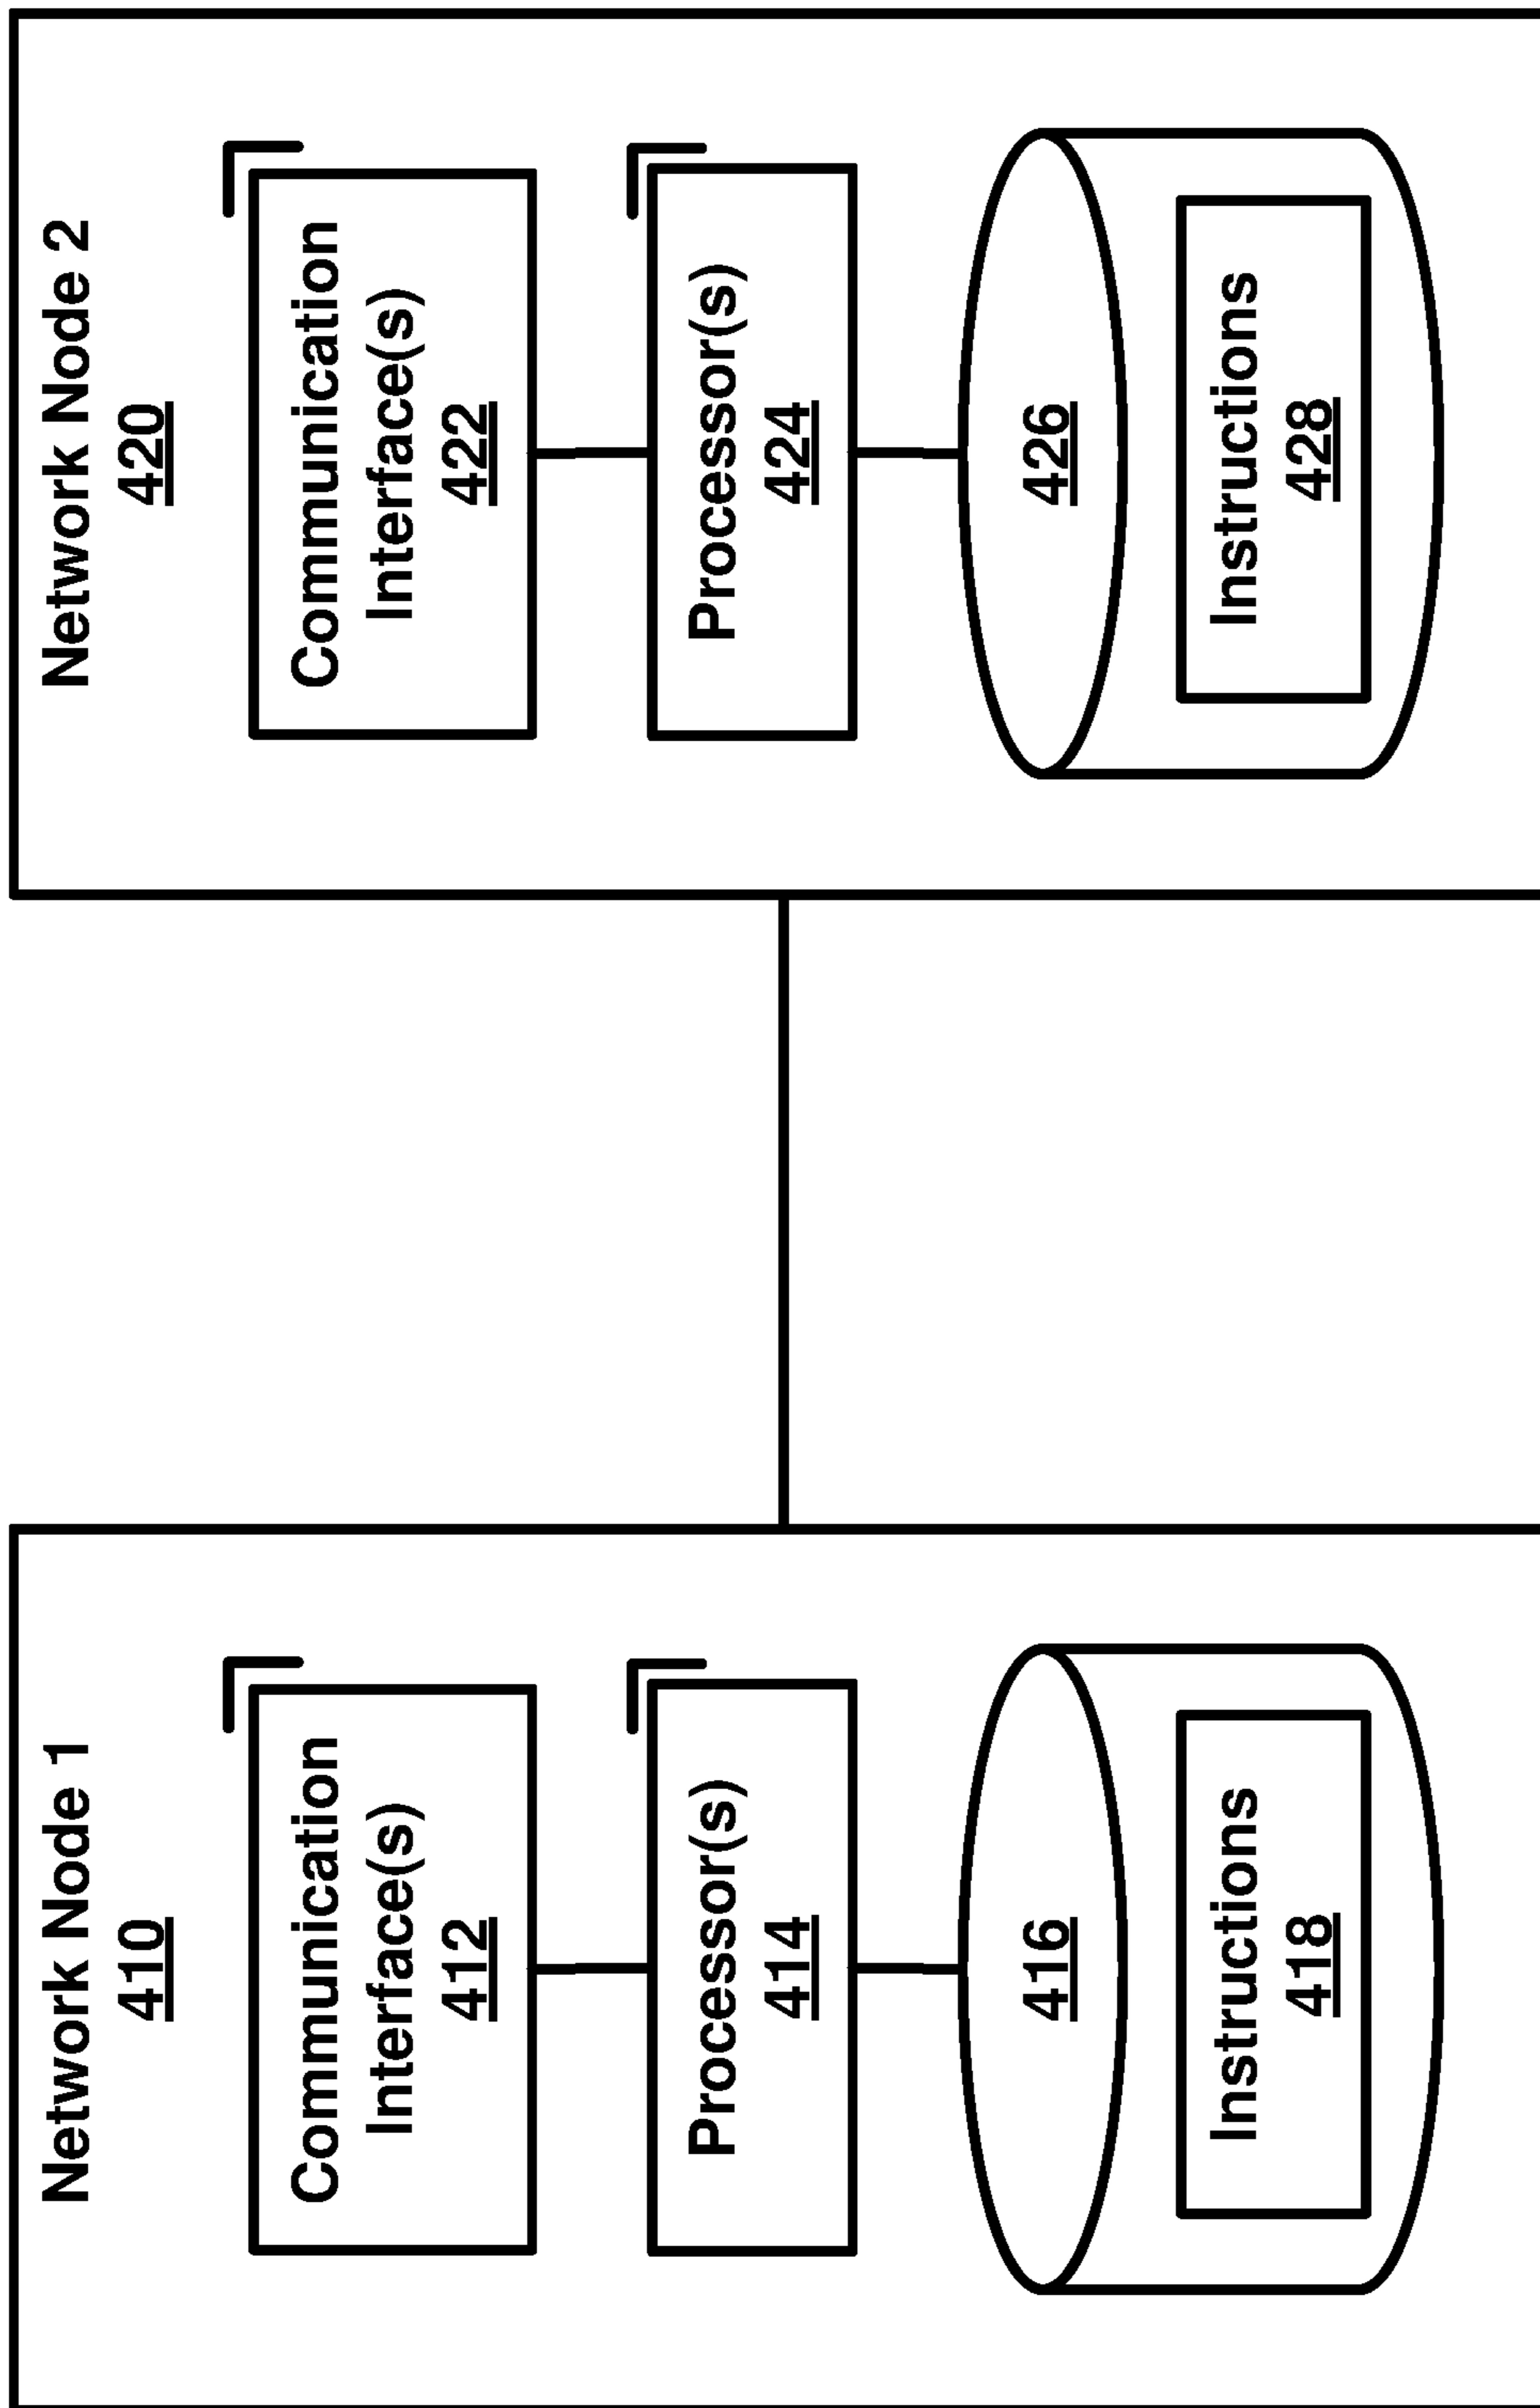 Network Node 1
410
Communication
Interface(s)
412
Processor(s)
414
416
Instructions
418
Network Node 2
420
Communication
Interface(s)
422
Processor(s)
424
426
Instructions
428